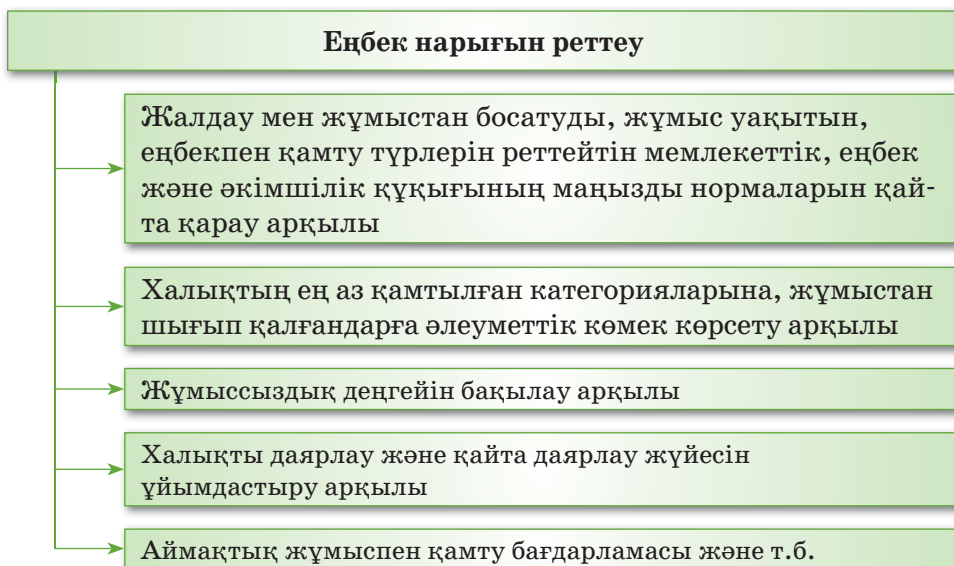 Еңбек нарығын реттеу
Жалдау мен жұмыстан босатуды, жұмыс уақытын,
еңбекпен қамту түрлерін реттейтін мемлекеттік, еңбек
және әкімшілік құқығының маңызды нормаларын қай-
та қарау арқылы
Халықтың ең аз қамтылған категорияларына, жұмыстан
шығып қалғандарға әлеуметтік көмек көрсету арқылы
Жұмыссыздық деңгейін бақылау арқылы
Халықты даярлау және қайта даярлау жүйесін
ұйымдастыру арқылы
Аймақтық жұмыспен қамту бағдарламасы және т.б.